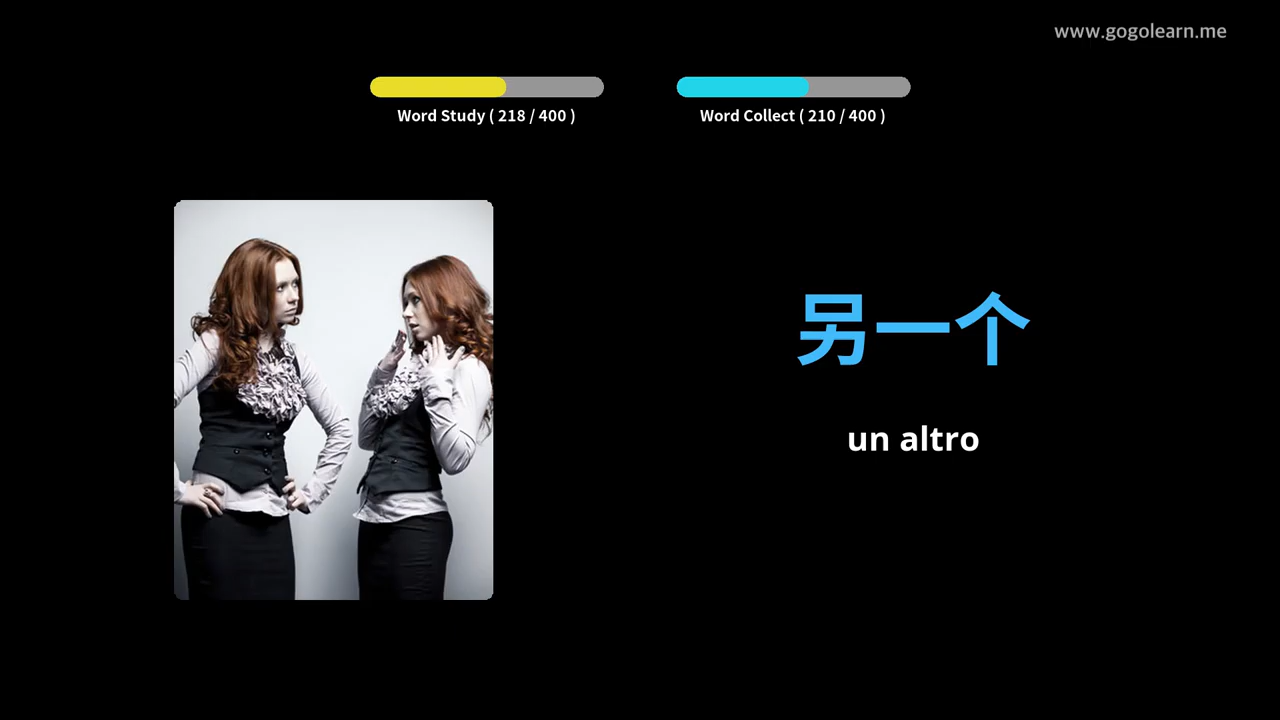 www.gogolearn.me
Word Study ( 218 / 400 )
Word Collect ( 210 / 400 )
另一个
un altro